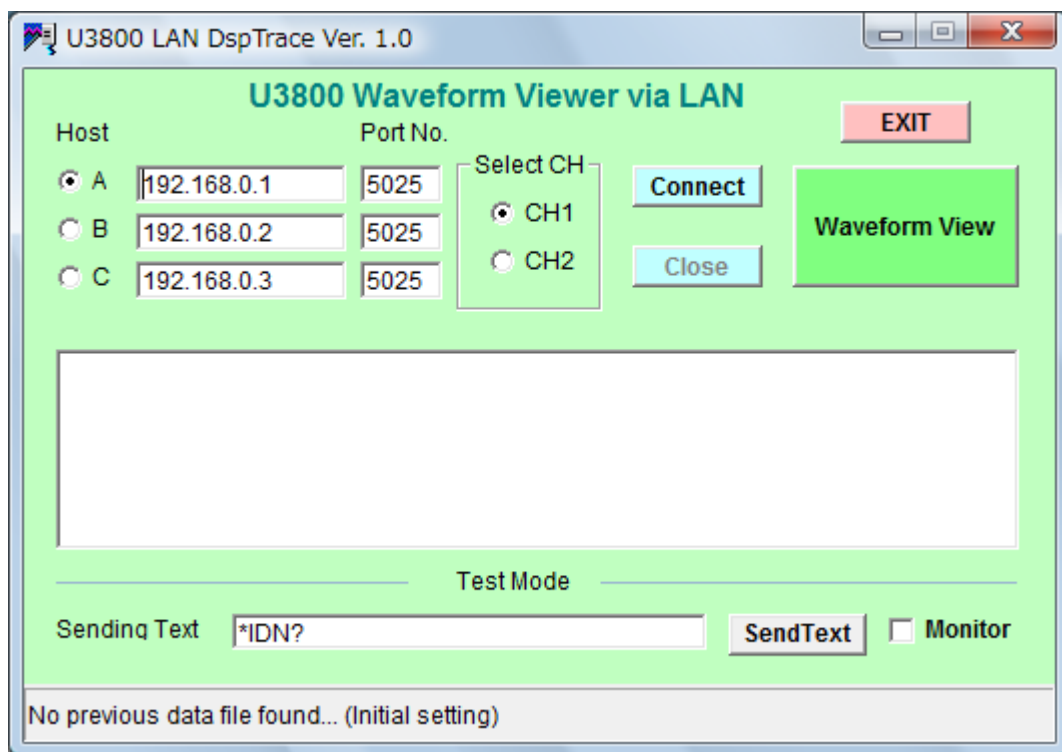 U3800 LAN DspTrace Ver. 1.0
U3800 Waveform Viewer via LAN
EXIT
Host
Port No.
A 192.168.0.1 5025
B 192.168.0.2 5025
C 192.168.0.3 5025
Select CH
CH1
CH2
Connect
Close
Waveform View
Test Mode
Sending Text *IDN? SendText Monitor
No previous data file found... (Initial setting)